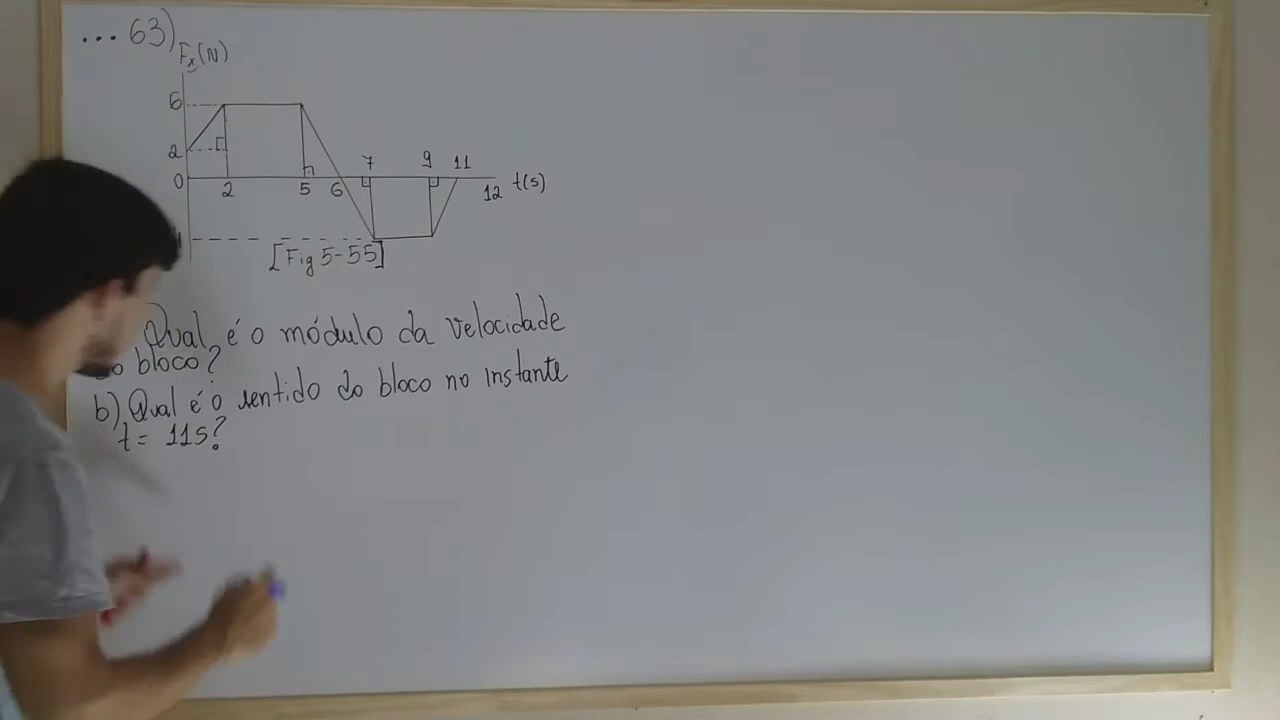 ... 63)
Fx(N)
6
2
0
2 5 6 7 9 11 12 t(s)
[Fig 5-55]
Qual é o módulo da velocidade
do bloco?
b) Qual é o sentido do bloco no instante
t = 11s?